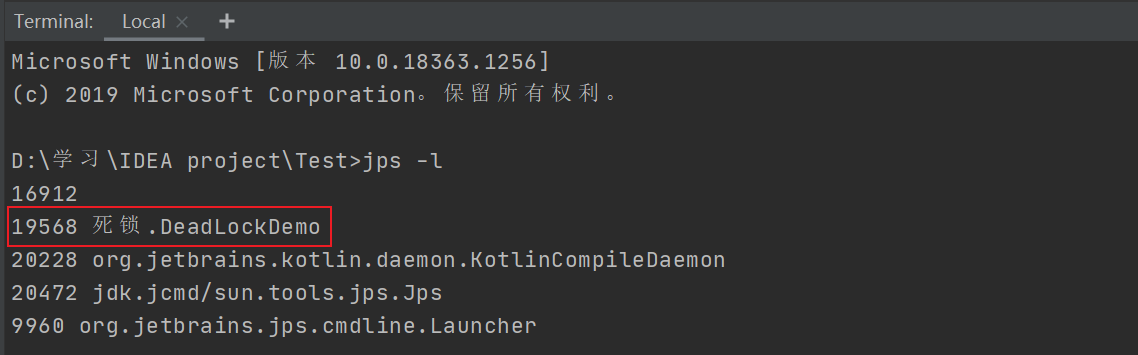 Terminal: Local × +
Microsoft Windows [版本 10.0.18363.1256]
(c) 2019 Microsoft Corporation。保留所有权利。
D:\学习\IDEA project\Test>jps -l
16912
19568 死锁.DeadLockDemo
20228 org.jetbrains.kotlin.daemon.KotlinCompileDaemon
20472 jdk.jcmd/sun.tools.jps.Jps
9960 org.jetbrains.jps.cmdline.Launcher